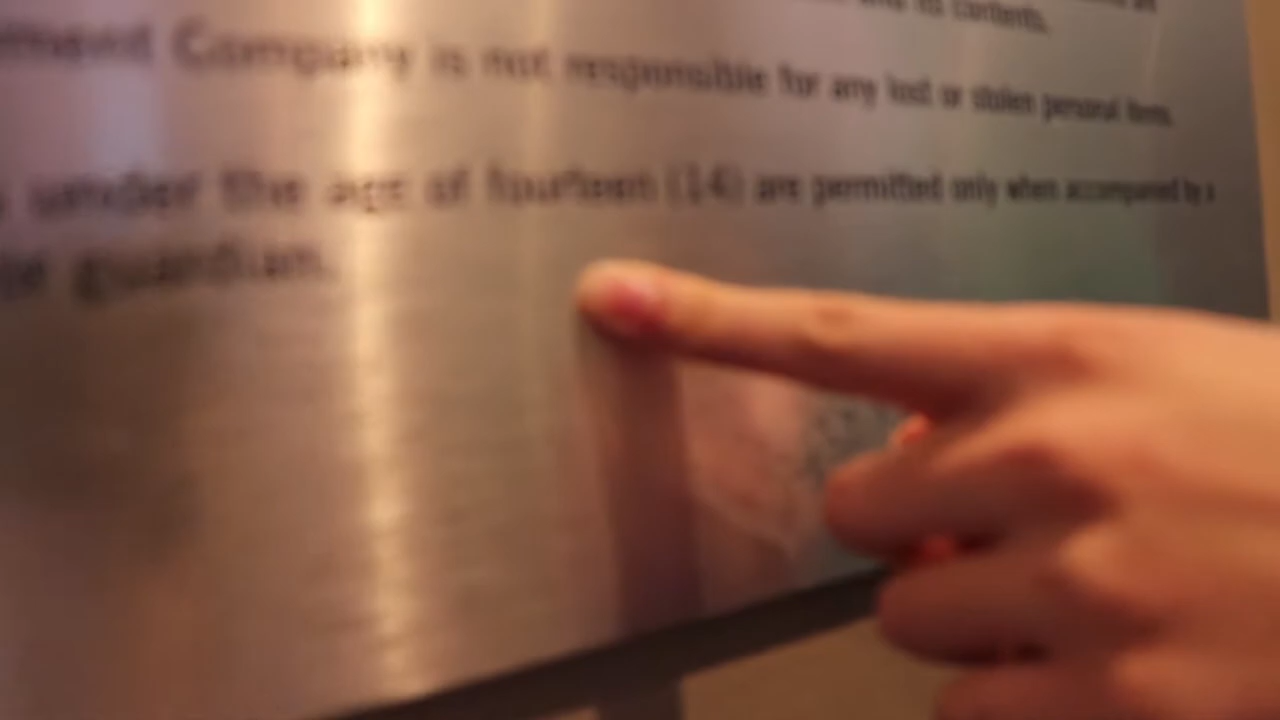 and its contents.
Company is not responsible for any lost or stolen personal items.
under the age of fourteen (14) are permitted only when accompanied by a
guardian.